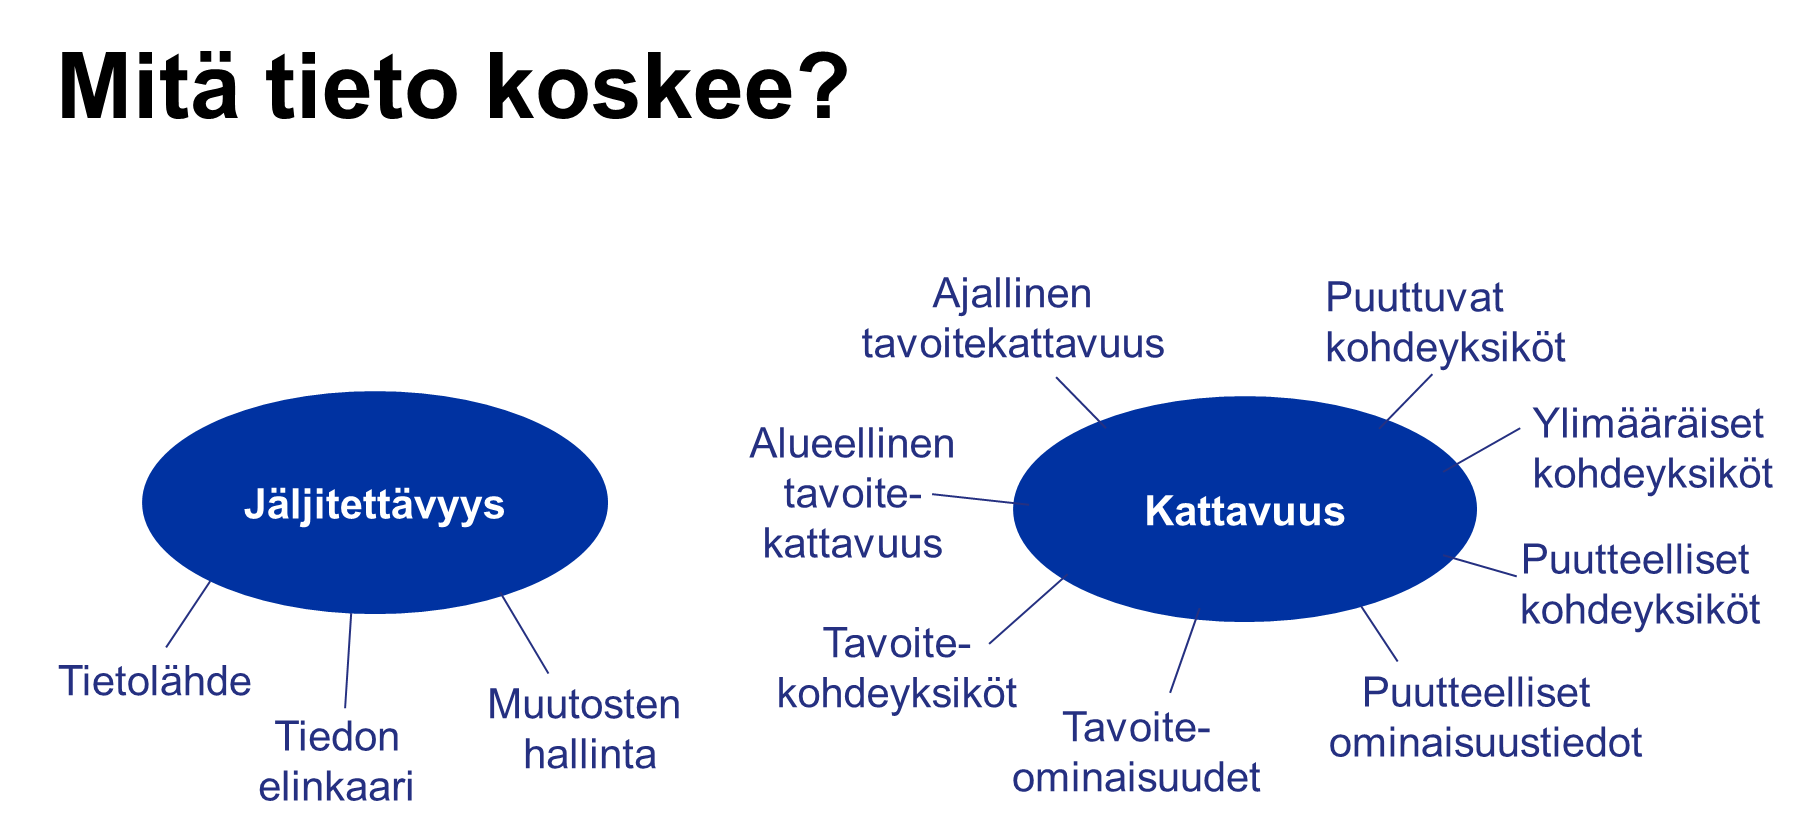 Mitä tieto koskee?
Jäljitettävyys
Tietolähde
Tiedon
elinkaari
Muutosten
hallinta
Kattavuus
Ajallinen
tavoitekattavuus
Alueellinen
tavoite-
kattavuus
Tavoite-
kohdeyksiköt
Tavoite-
ominaisuudet
Puutteelliset
ominaisuustiedot
Puutteelliset
kohdeyksiköt
Ylimääräiset
kohdeyksiköt
Puuttuvat
kohdeyksiköt